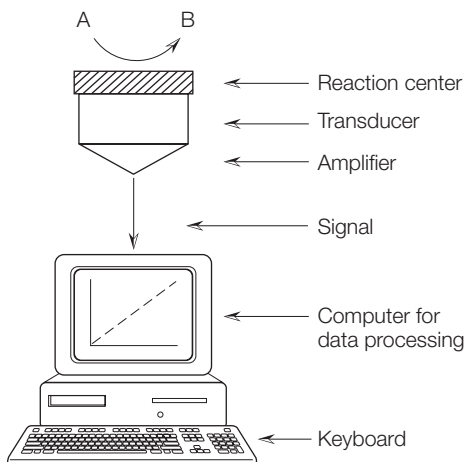 A B
Reaction center
Transducer
Amplifier
Signal
Computer for
data processing
Keyboard